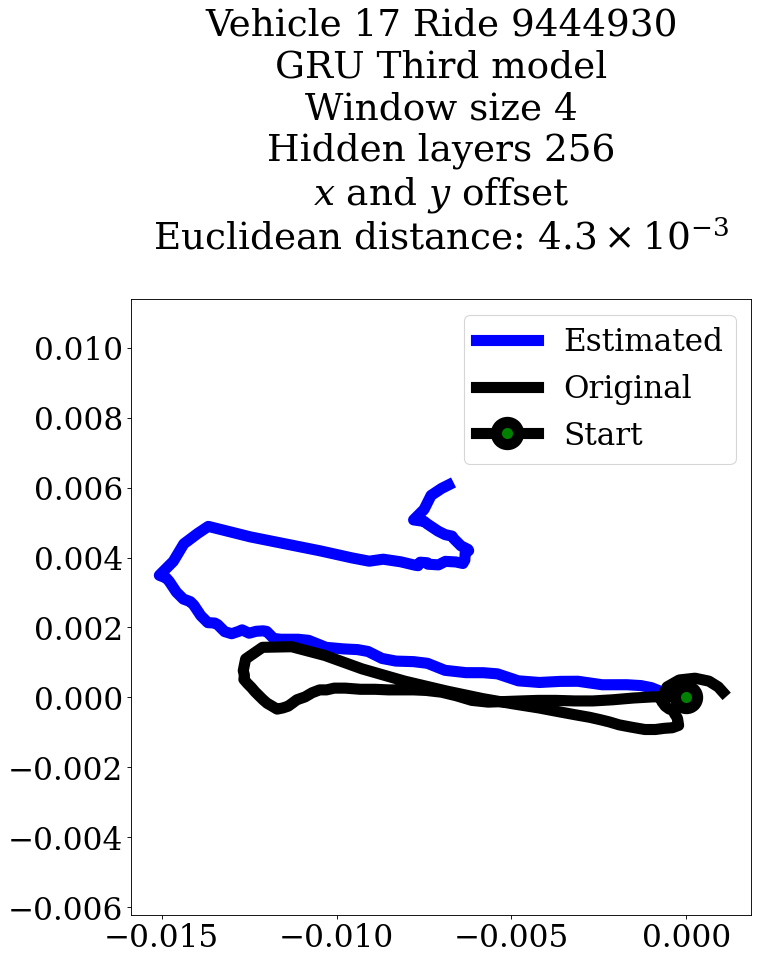 Vehicle 17 Ride 9444930
GRU Third model
Window size 4
Hidden layers 256
x and y offset
Euclidean distance: 4.3 × 10⁻³
Estimated
Original
Start
0.010
0.008
0.006
0.004
0.002
0.000
−0.002
−0.004
−0.006
−0.015 −0.010 −0.005 0.000